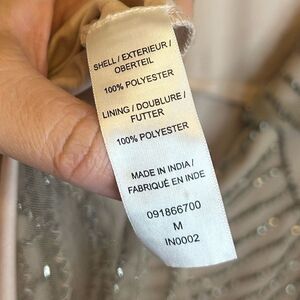 SHELL / EXTERIEUR /
OBERTEIL
100% POLYESTER
LINING / DOUBLURE /
FUTTER
100% POLYESTER
MADE IN INDIA /
FABRIQUÉ EN INDE
091866700
M
IN0002